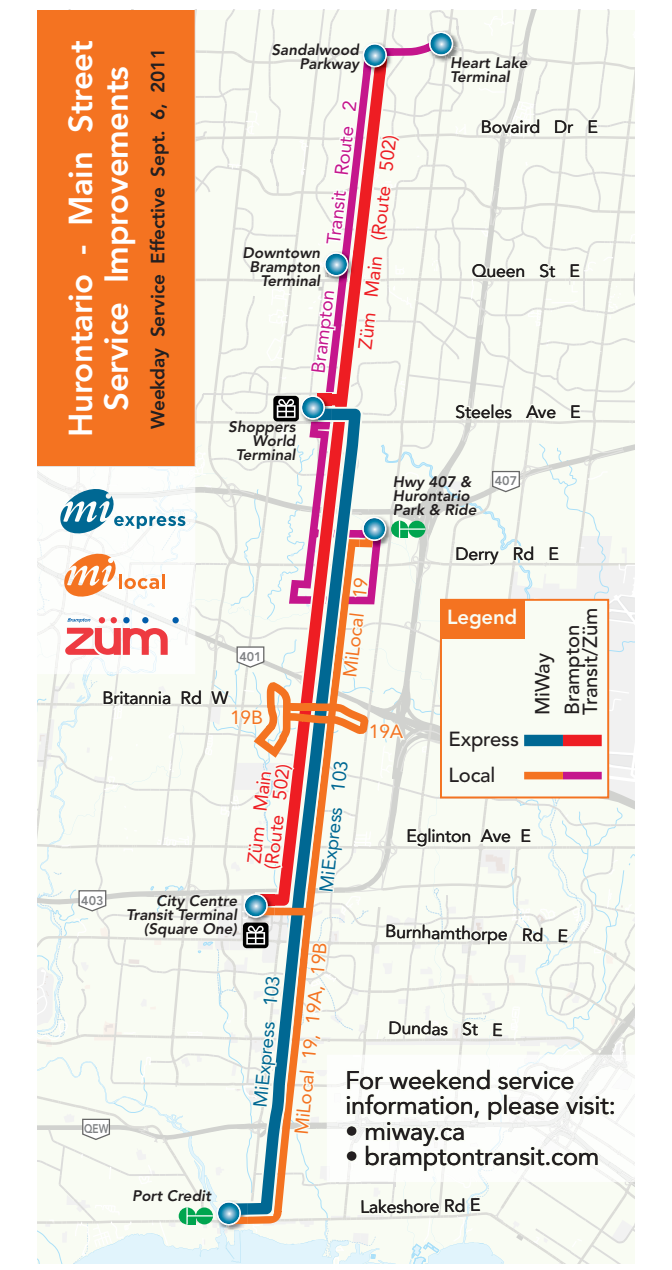 Hurontario - Main Street
Service Improvements
Weekday Service Effective Sept. 6, 2011
mi express
mi local
Brampton
züm
Sandalwood
Parkway
Heart Lake
Terminal
Bovaird Dr E
Brampton Transit Route 2
Züm Main (Route 502)
Downtown
Brampton
Terminal
Queen St E
Steeles Ave E
Shoppers
World
Terminal
Hwy 407 &
Hurontario
Park & Ride
GO
407
Derry Rd E
MiLocal 19
401
Britannia Rd W
19B
19A
Legend
MiWay
Brampton
Transit/Züm
Express
Local
Züm Main
(Route 502)
MiExpress 103
Eglinton Ave E
403
City Centre
Transit Terminal
(Square One)
Burnhamthorpe Rd E
MiExpress 103
MiLocal 19, 19A, 19B
Dundas St E
For weekend service
information, please visit:
• miway.ca
• bramptontransit.com
QEW
Port Credit
GO
Lakeshore Rd E